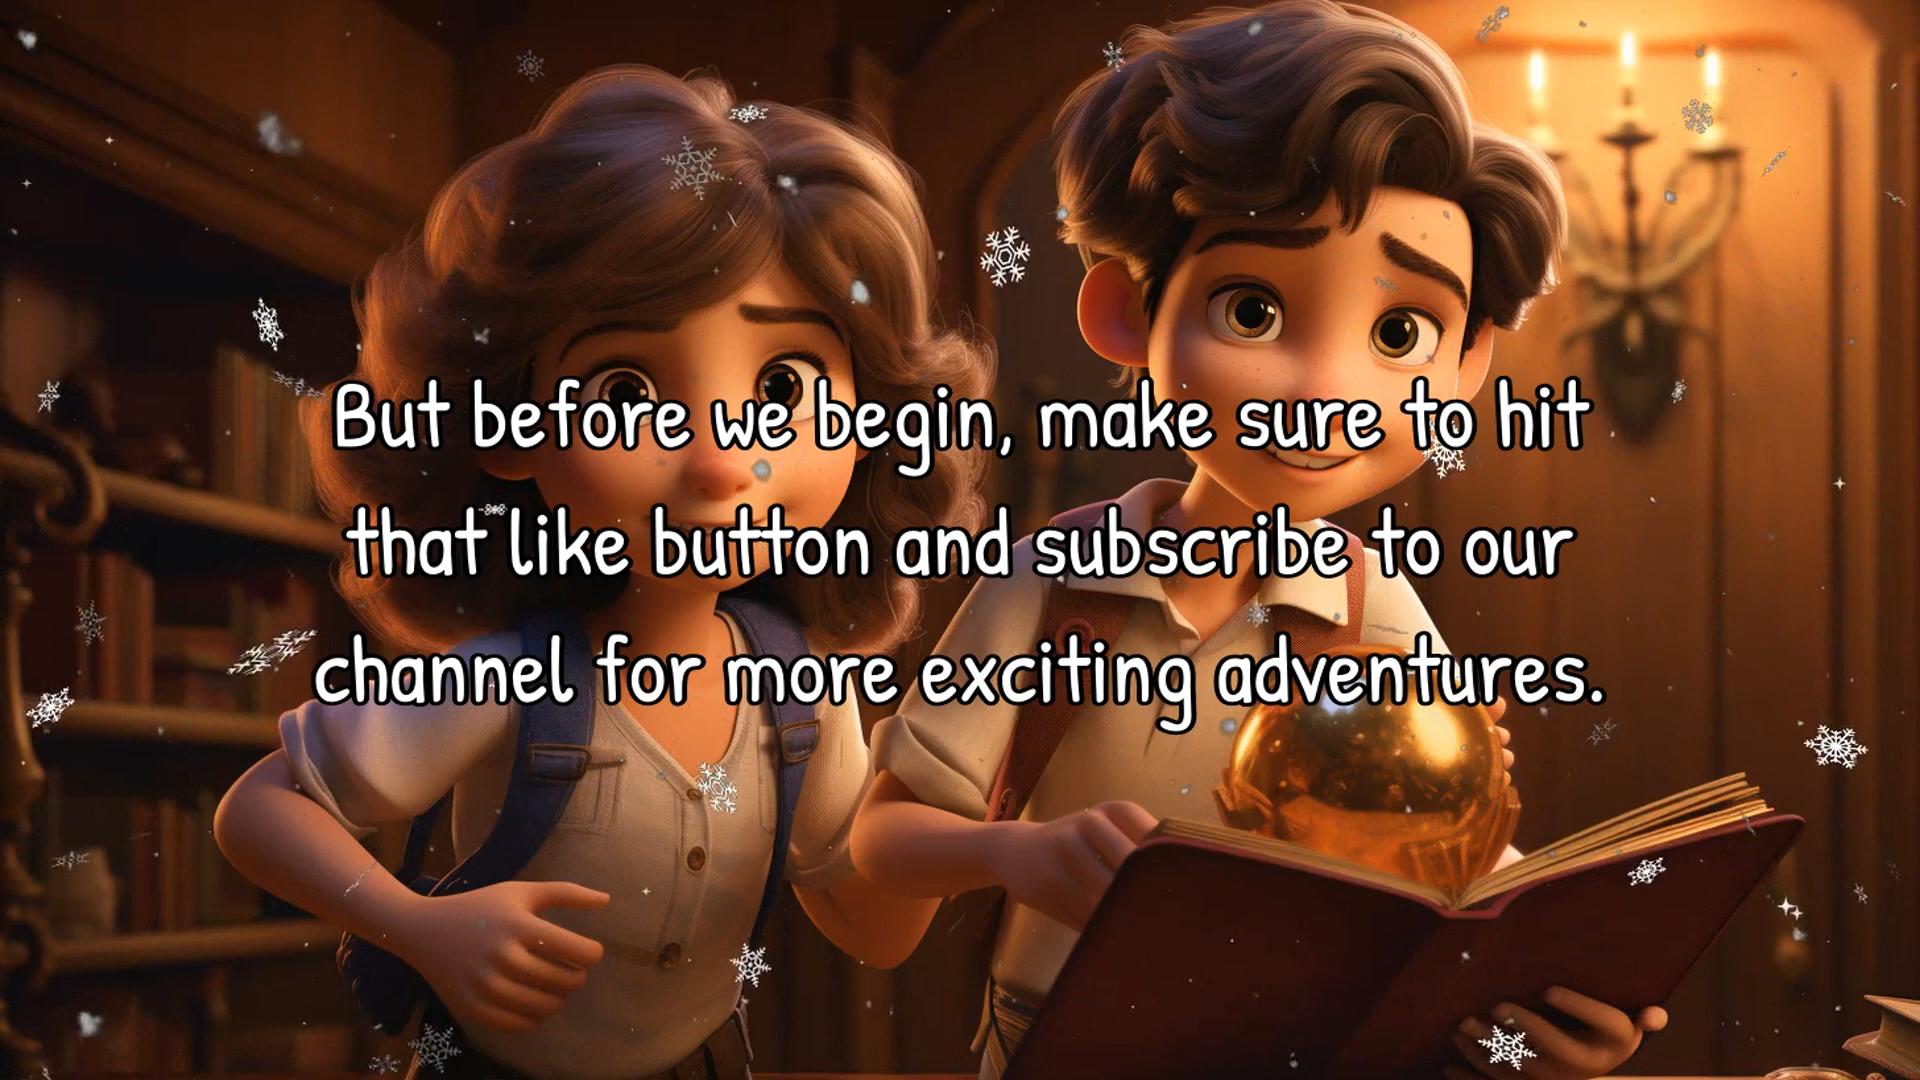 But before we begin, make sure to hit
that like button and subscribe to our
channel for more exciting adventures.